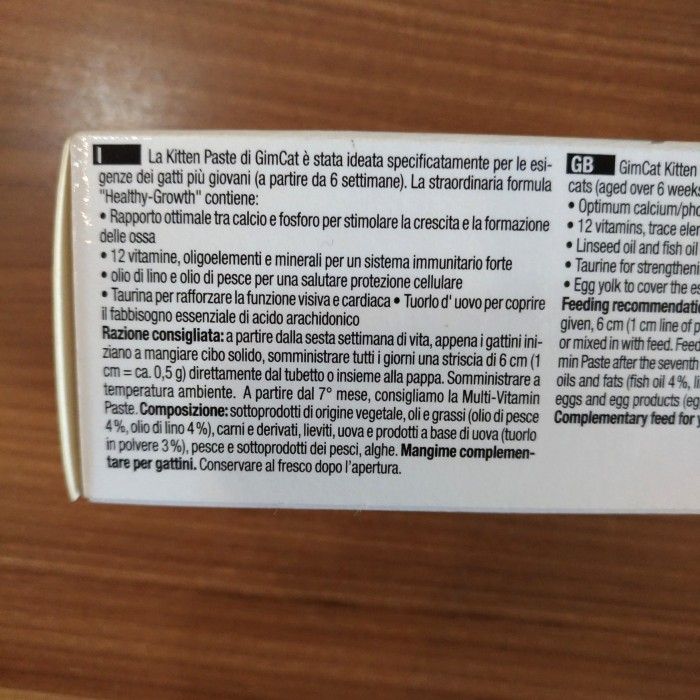 I La Kitten Paste di GimCat è stata ideata specificatamente per le esi-
genze dei gatti più giovani (a partire da 6 settimane). La straordinaria formula
"Healthy-Growth" contiene:
• Rapporto ottimale tra calcio e fosforo per stimolare la crescita e la formazione
delle ossa
• 12 vitamine, oligoelementi e minerali per un sistema immunitario forte
• olio di lino e olio di pesce per una salutare protezione cellulare
• Taurina per rafforzare la funzione visiva e cardiaca • Tuorlo d' uovo per coprire
il fabbisogno essenziale di acido arachidonico
Razione consigliata: a partire dalla sesta settimana di vita, appena i gattini ini-
ziano a mangiare cibo solido, somministrare tutti i giorni una striscia di 6 cm (1
cm = ca. 0,5 g) direttamente dal tubetto o insieme alla pappa. Somministrare a
temperatura ambiente. A partire dal 7° mese, consigliamo la Multi-Vitamin
Paste. Composizione: sottoprodotti di origine vegetale, oli e grassi (olio di pesce
4%, olio di lino 4%), carni e derivati, lieviti, uova e prodotti a base di uova (tuorlo
in polvere 3%), pesce e sottoprodotti dei pesci, alghe. Mangime complemen-
tare per gattini. Conservare al fresco dopo l'apertura.
GB GimCat Kitten
cats (aged over 6 weeks
• Optimum calcium/pho
• 12 vitamins, trace elem
• Linseed oil and fish oil
• Taurine for strengtheni
• Egg yolk to cover the es
Feeding recommendati
given, 6 cm (1 cm line of p
or mixed in with feed. Feed
min Paste after the seventh
oils and fats (fish oil 4%, li
eggs and egg products (eg
Complementary feed for y